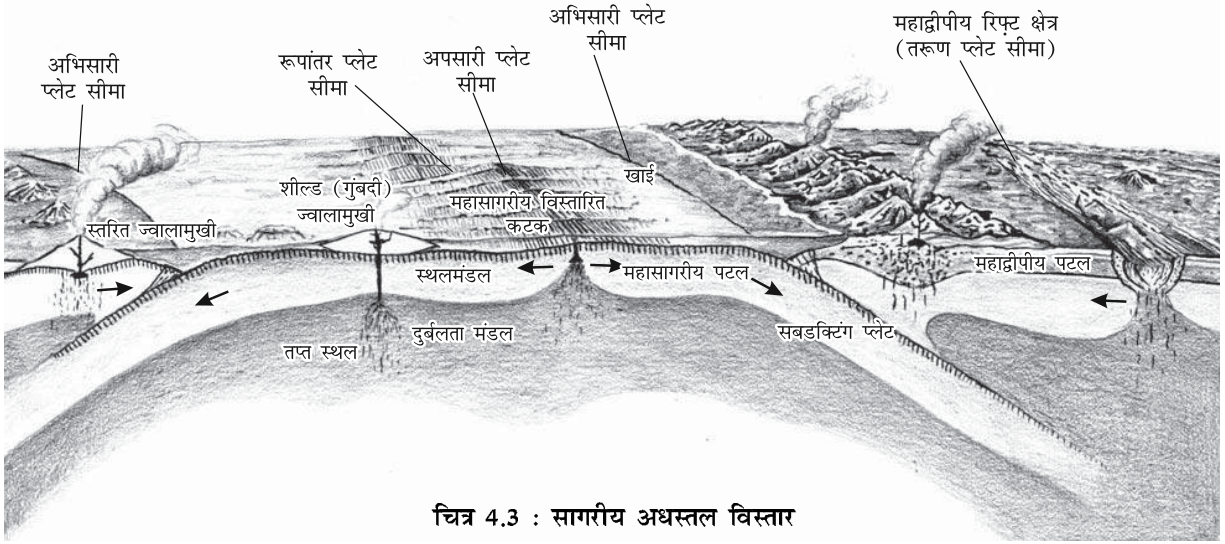 अभिसारी प्लेट
सीमा
महाद्वीपीय रिफ़्ट क्षेत्र
(तरूण प्लेट सीमा)
अभिसारी
प्लेट सीमा
रूपांतर प्लेट
सीमा
अपसारी प्लेट
सीमा
खाई
शील्ड (गुंबदी)
ज्वालामुखी
महासागरीय विस्तारित
कटक
स्तरित ज्वालामुखी
स्थलमंडल
महासागरीय पटल
महाद्वीपीय पटल
दुर्बलता मंडल
सबडक्टिंग प्लेट
तप्त स्थल
चित्र 4.3 : सागरीय अधस्तल विस्तार